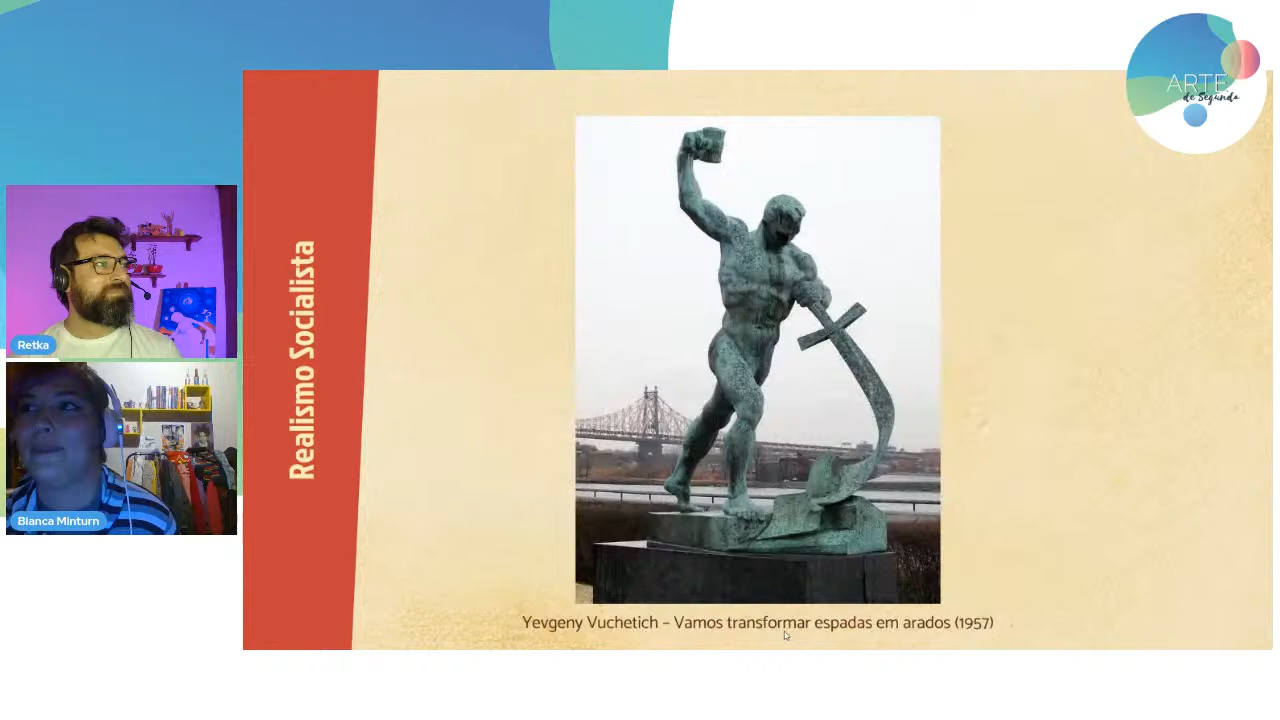 ARTE
de Segunda
Retka
Bianca Minturn
Realismo Socialista
Yevgeny Vuchetich – Vamos transformar espadas em arados (1957)